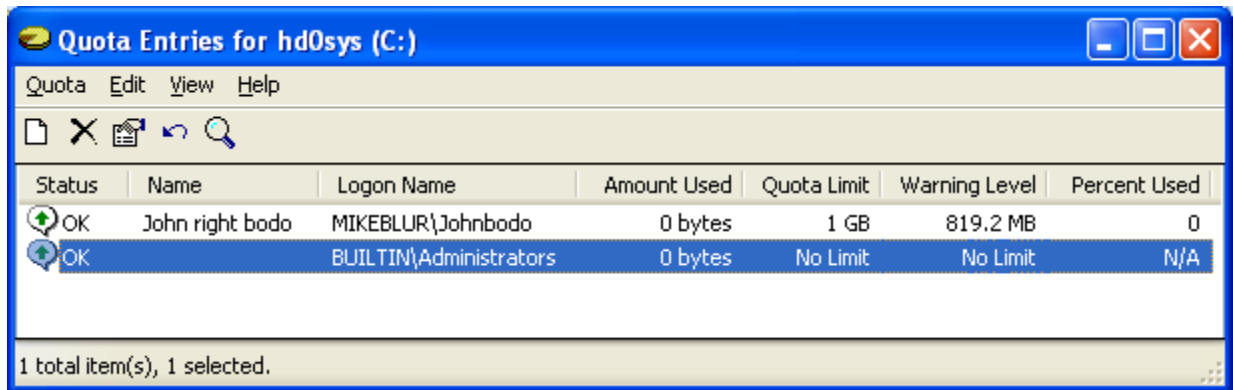 Quota Entries for hd0sys (C:)
Quota Edit View Help
Status Name Logon Name Amount Used Quota Limit Warning Level Percent Used
OK John right bodo MIKEBLUR\Johnbodo 0 bytes 1 GB 819.2 MB 0
OK BUILTIN\Administrators 0 bytes No Limit No Limit N/A
1 total item(s), 1 selected.